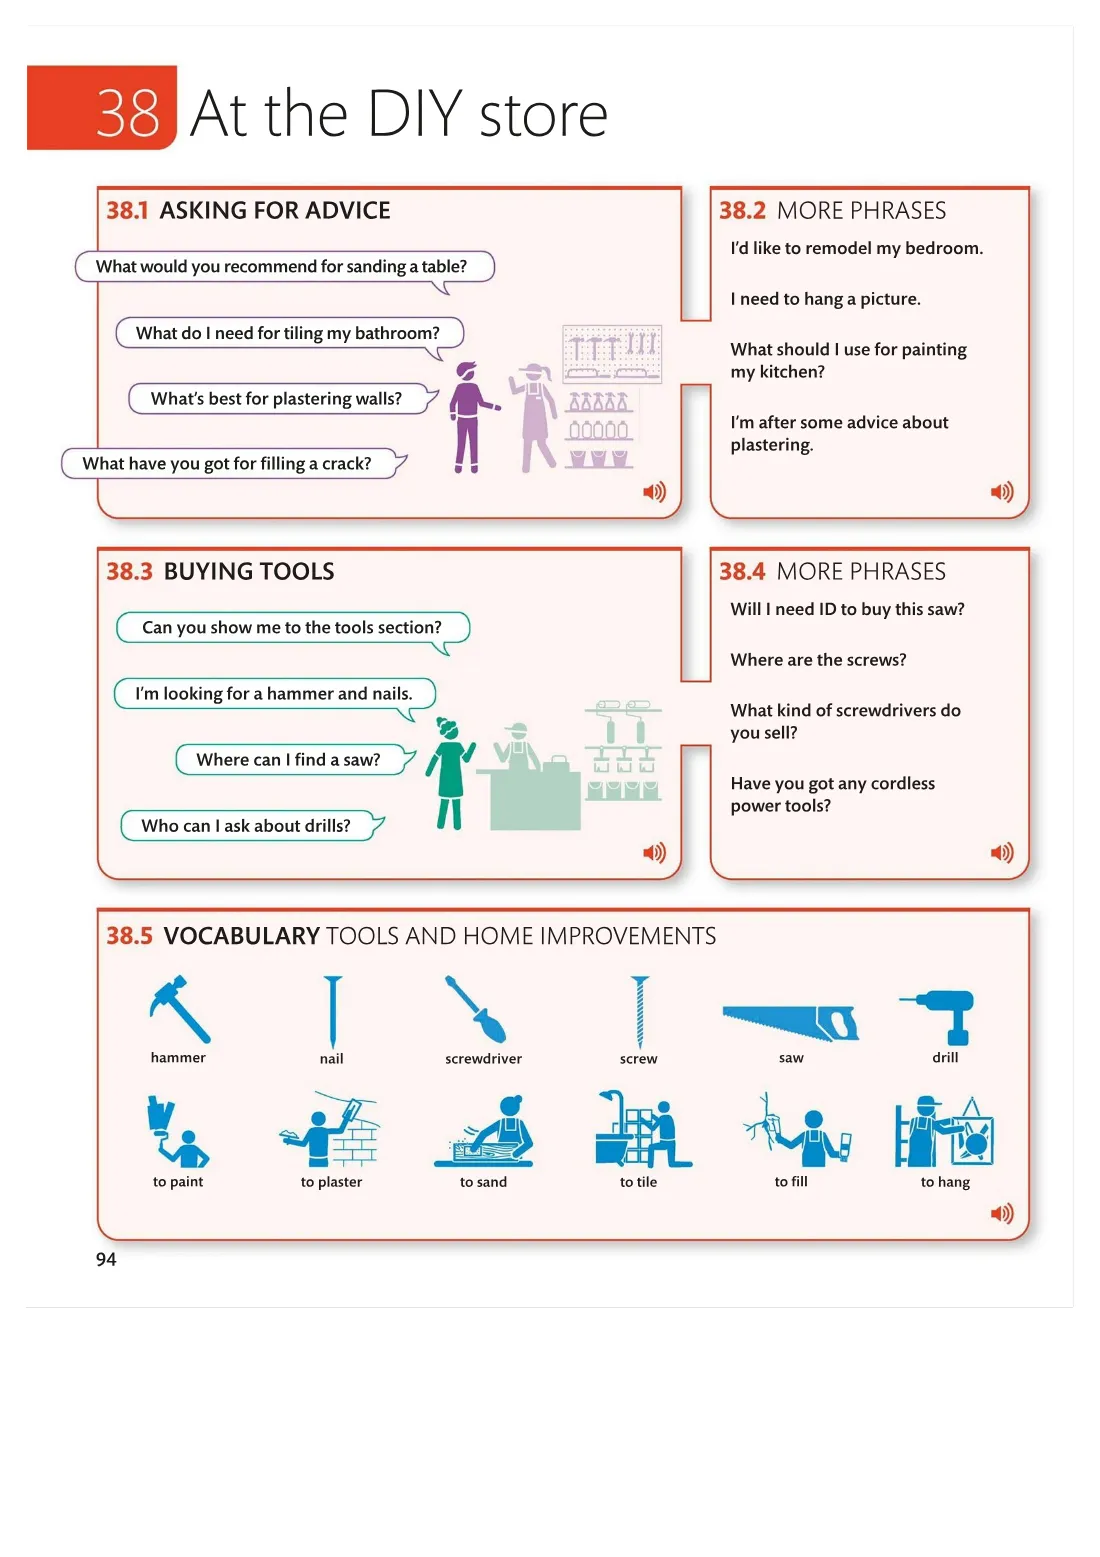 38 At the DIY store
38.1 ASKING FOR ADVICE
What would you recommend for sanding a table?
What do I need for tiling my bathroom?
What's best for plastering walls?
What have you got for filling a crack?
38.2 MORE PHRASES
I'd like to remodel my bedroom.
I need to hang a picture.
What should I use for painting
my kitchen?
I'm after some advice about
plastering.
38.3 BUYING TOOLS
Can you show me to the tools section?
I'm looking for a hammer and nails.
Where can I find a saw?
Who can I ask about drills?
38.4 MORE PHRASES
Will I need ID to buy this saw?
Where are the screws?
What kind of screwdrivers do
you sell?
Have you got any cordless
power tools?
38.5 VOCABULARY TOOLS AND HOME IMPROVEMENTS
hammer
nail
screwdriver
screw
saw
drill
to paint
to plaster
to sand
to tile
to fill
to hang
94